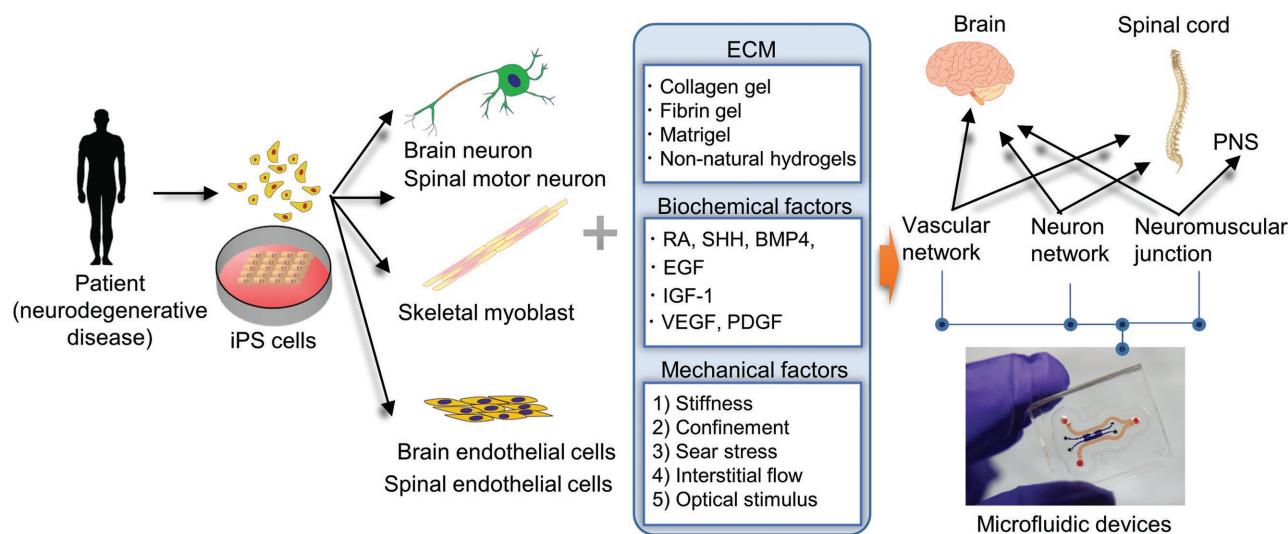 Patient
(neurodegenerative
disease)
iPS cells
Brain neuron
Spinal motor neuron
Skeletal myoblast
Brain endothelial cells
Spinal endothelial cells
+
ECM
· Collagen gel
· Fibrin gel
· Matrigel
· Non-natural hydrogels
Biochemical factors
· RA, SHH, BMP4,
· EGF
· IGF-1
· VEGF, PDGF
Mechanical factors
1) Stiffness
2) Confinement
3) Sear stress
4) Interstitial flow
5) Optical stimulus
Brain
Spinal cord
PNS
Vascular
network
Neuron
network
Neuromuscular
junction
Microfluidic devices